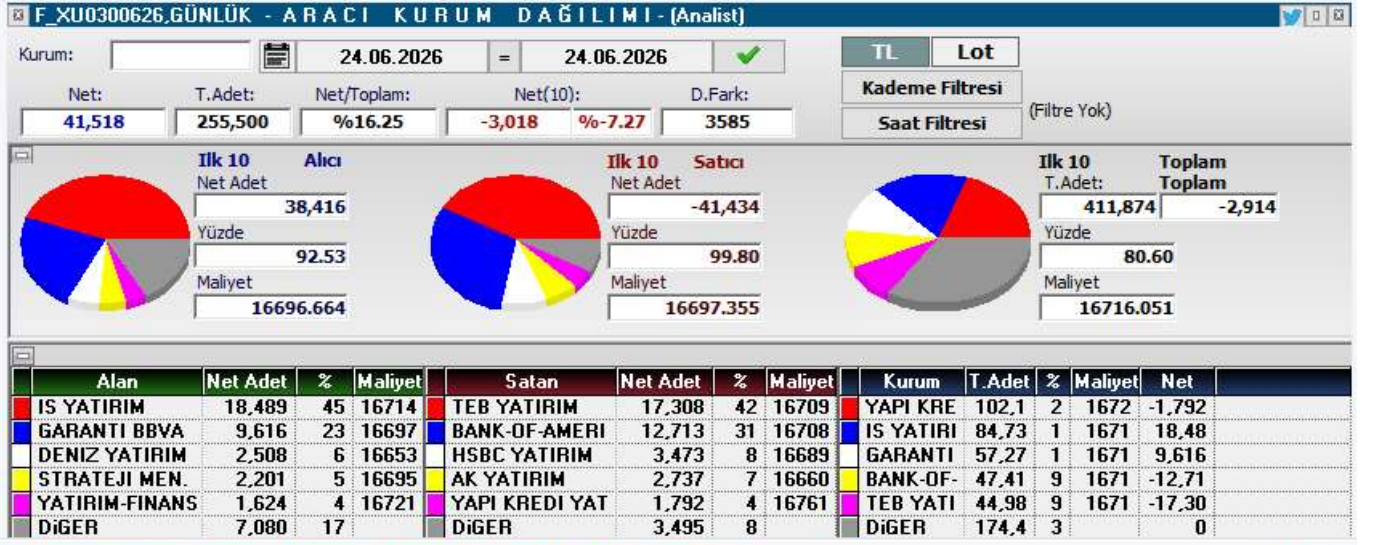 F_XU0300626,GÜNLÜK - ARACI KURUM DAĞILIMI - (Analist)
Kurum: 24.06.2026 = 24.06.2026 TL Lot
Kademe Filtresi
Net: T.Adet: Net/Toplam: Net(10): D.Fark:
41,518 255,500 %16.25 -3,018 %-7.27 3585
Saat Filtresi (Filtre Yok)
Ilk 10 Alıcı Ilk 10 Satıcı Ilk 10 Toplam
Net Adet Net Adet T.Adet: Toplam
38,416 -41,434 411,874 -2,914
Yüzde Yüzde Yüzde
92.53 99.80 80.60
Maliyet Maliyet Maliyet
16696.664 16697.355 16716.051
Alan Net Adet % Maliyet Satan Net Adet % Maliyet Kurum T.Adet % Maliyet Net
IS YATIRIM 18,489 45 16714 TEB YATIRIM 17,308 42 16709 YAPI KRE 102,1 2 1672 -1,792
GARANTI BBVA 9,616 23 16697 BANK-OF-AMERI 12,713 31 16708 IS YATIRI 84,73 1 1671 18,48
DENIZ YATIRIM 2,508 6 16653 HSBC YATIRIM 3,473 8 16689 GARANTI 57,27 1 1671 9,616
STRATEJI MEN. 2,201 5 16695 AK YATIRIM 2,737 7 16660 BANK-OF- 47,41 9 1671 -12,71
YATIRIM-FINANS 1,624 4 16721 YAPI KREDI YAT 1,792 4 16761 TEB YATI 44,98 9 1671 -17,30
DiGER 7,080 17 DiGER 3,495 8 DiGER 174,4 3 0